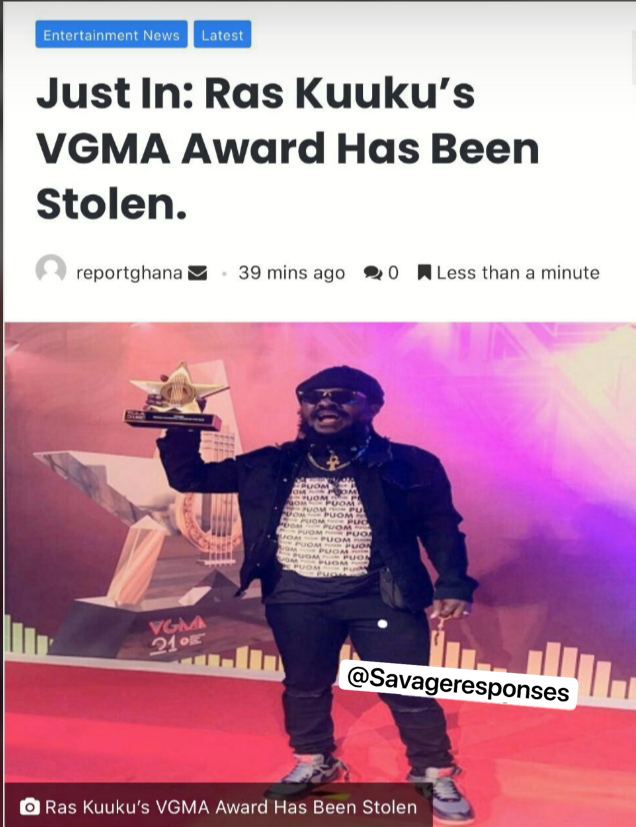 Entertainment News Latest
Just In: Ras Kuuku's
VGMA Award Has Been
Stolen.
reportghana · 39 mins ago 0 Less than a minute
PUOM
VGMA
21
@Savageresponses
Ras Kuuku's VGMA Award Has Been Stolen